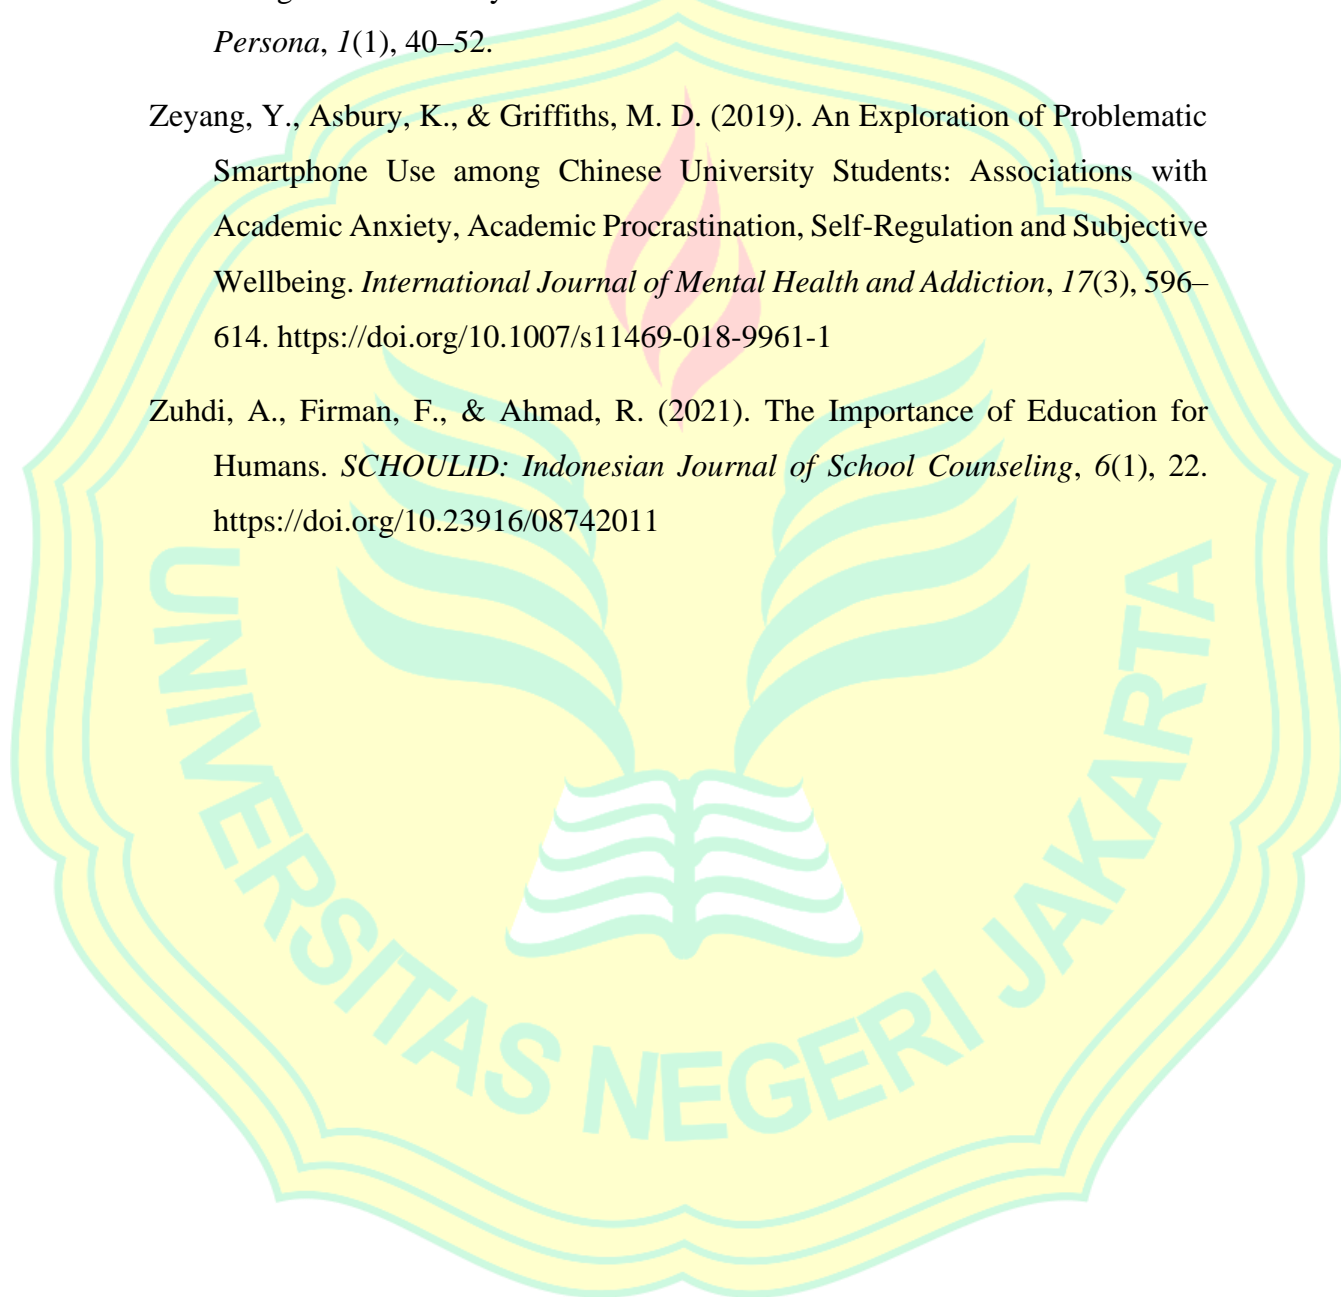 Persona, 1(1), 40–52.
Zeyang, Y., Asbury, K., & Griffiths, M. D. (2019). An Exploration of Problematic
Smartphone Use among Chinese University Students: Associations with
Academic Anxiety, Academic Procrastination, Self-Regulation and Subjective
Wellbeing. International Journal of Mental Health and Addiction, 17(3), 596–
614. https://doi.org/10.1007/s11469-018-9961-1
Zuhdi, A., Firman, F., & Ahmad, R. (2021). The Importance of Education for
Humans. SCHOULID: Indonesian Journal of School Counseling, 6(1), 22.
https://doi.org/10.23916/08742011
UNIVERSITAS NEGERI JAKARTA